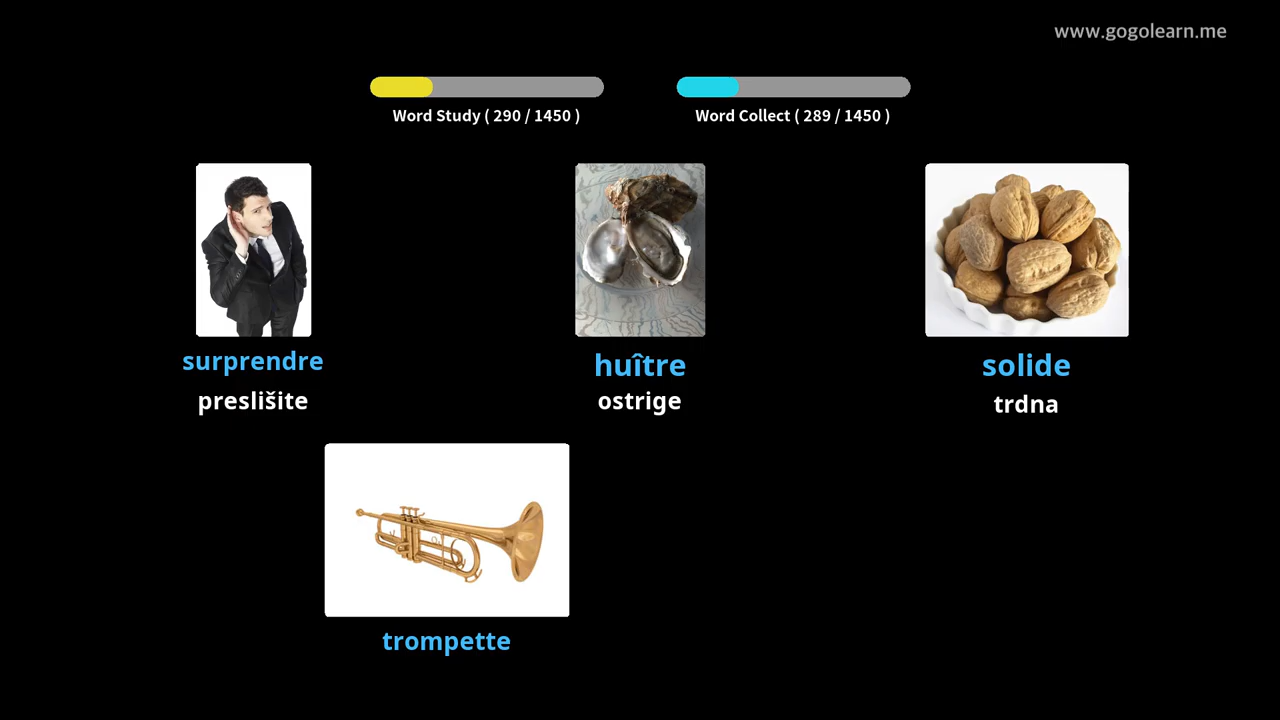 www.gogolearn.me
Word Study ( 290 / 1450 )
Word Collect ( 289 / 1450 )
surprendre
preslišite
huître
ostrige
solide
trdna
trompette